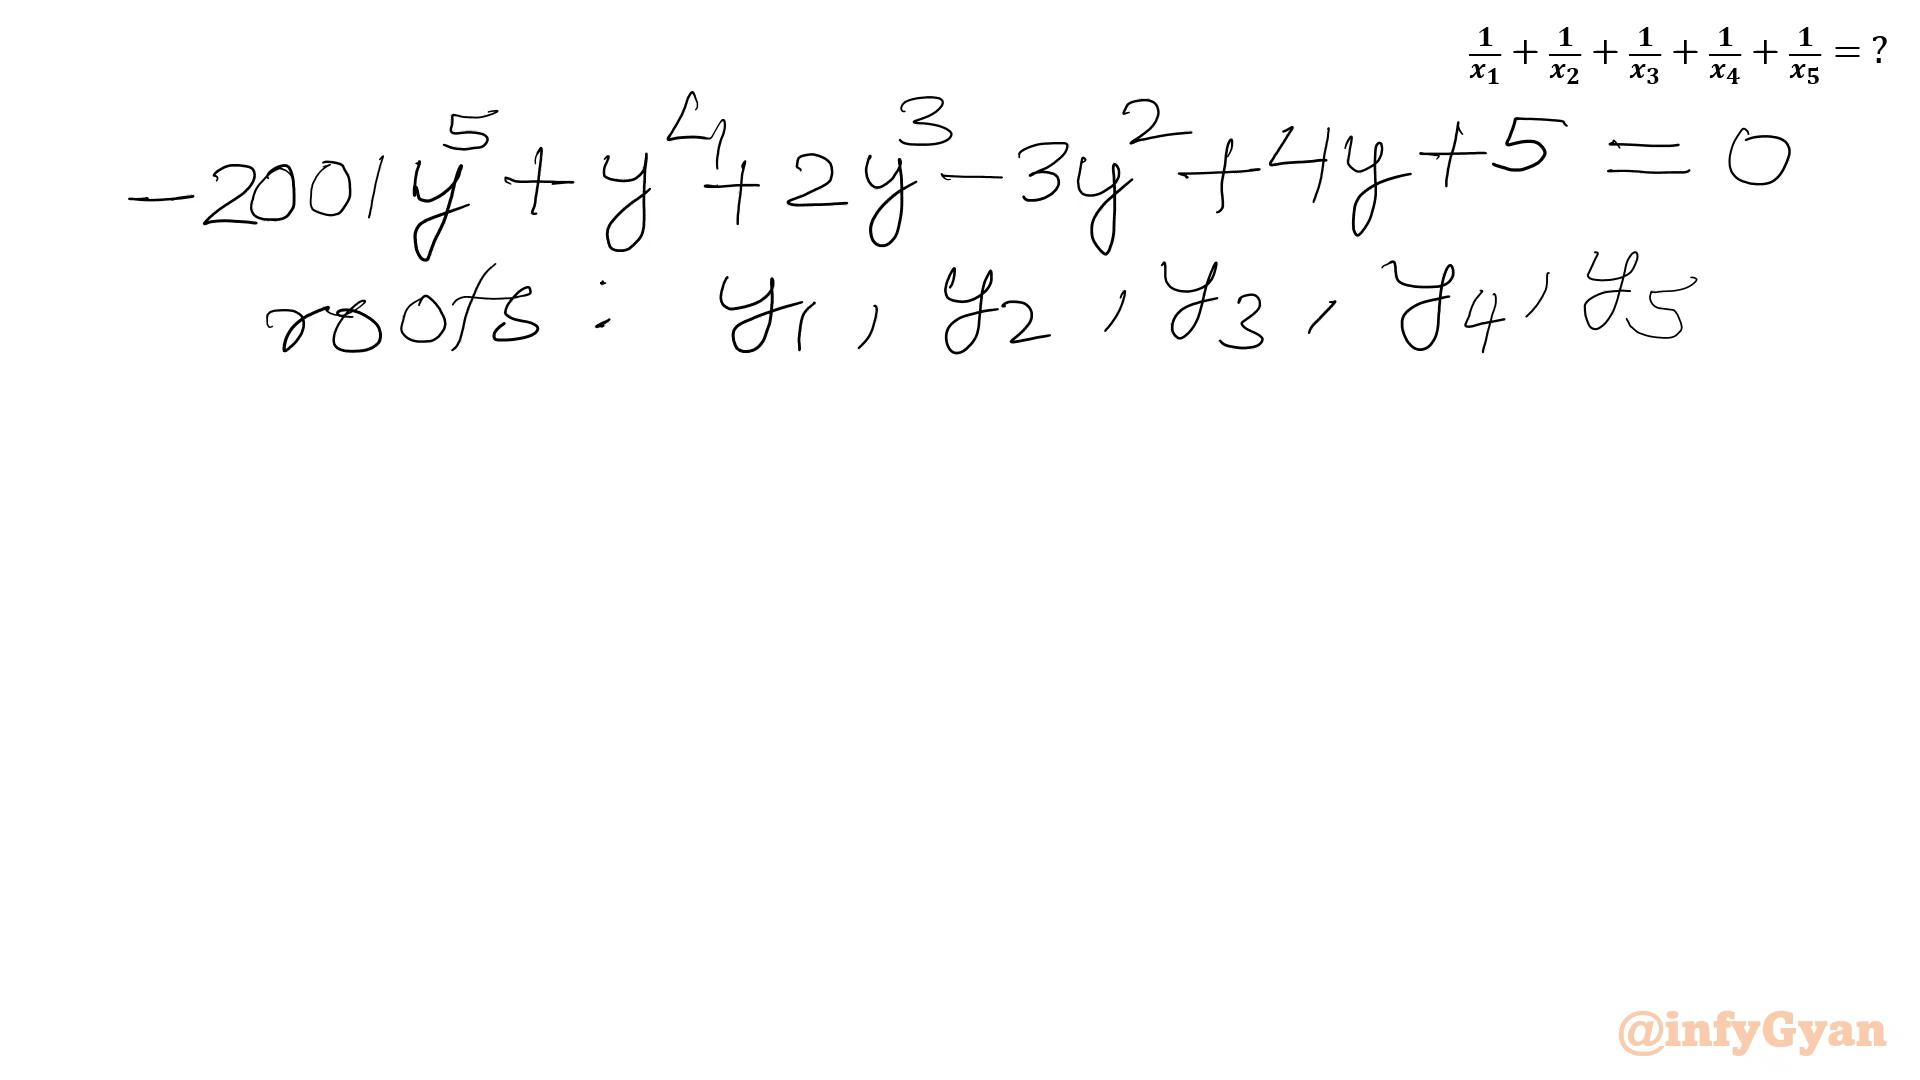 1/x₁ + 1/x₂ + 1/x₃ + 1/x₄ + 1/x₅ = ?
-2001y⁵ + y⁴ + 2y³ - 3y² + 4y + 5 = 0
roots : y₁ , y₂ , y₃ , y₄ , y₅
@infyGyan